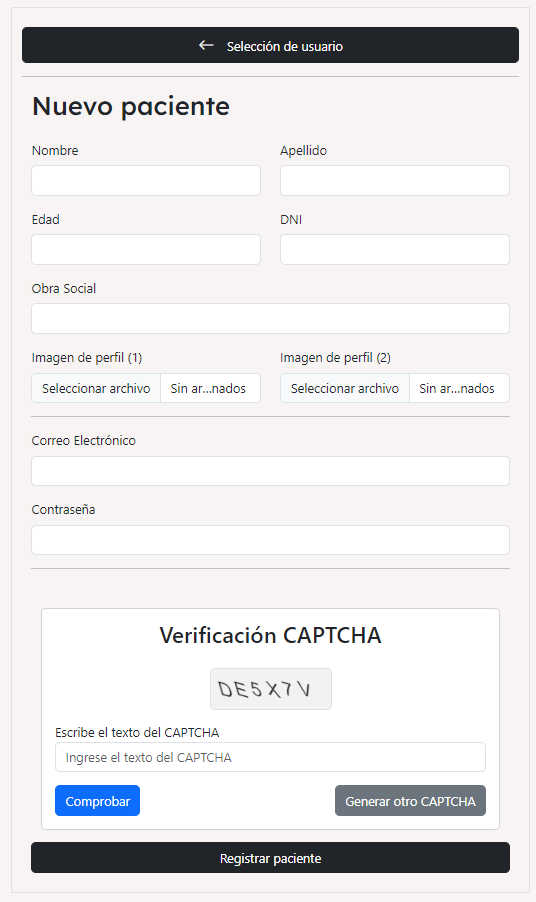 Selección de usuario
Nuevo paciente
Nombre Apellido
Edad DNI
Obra Social
Imagen de perfil (1) Imagen de perfil (2)
Seleccionar archivo Sin ar...nados Seleccionar archivo Sin ar...nados
Correo Electrónico
Contraseña
Verificación CAPTCHA
DE5X7V
Escribe el texto del CAPTCHA
Ingrese el texto del CAPTCHA
Comprobar Generar otro CAPTCHA
Registrar paciente